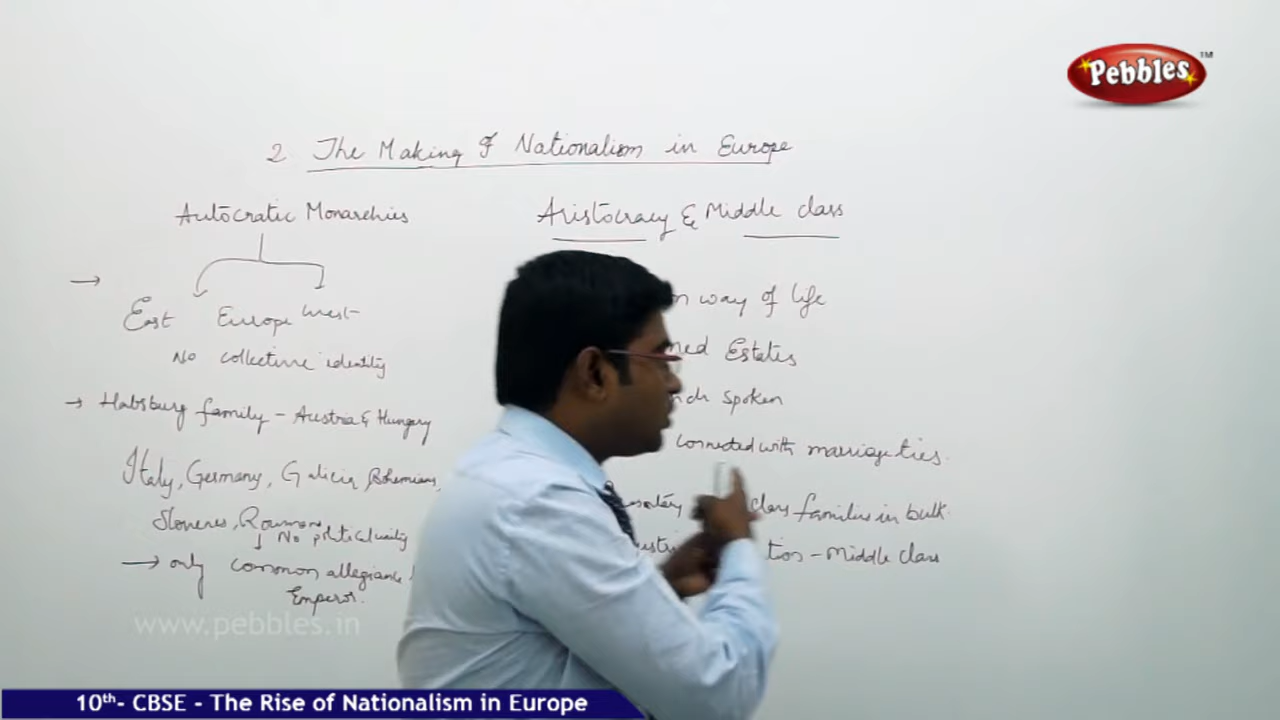 Pebbles™
2 The Making of Nationalism in Europe
Autocratic Monarchies
East Europe West
No collective identity
→ Habsburg family - Austria & Hungary
Italy, Germany, Galicia, Bohemians,
Slovenes, Roumans
↓ No political unity
→ only common allegiance
Emperor.
Aristocracy & Middle class
way of life
Estates
spoken
connected with marriage ties.
class families in bulk
- Middle class
www.pebbles.in
10th- CBSE - The Rise of Nationalism in Europe